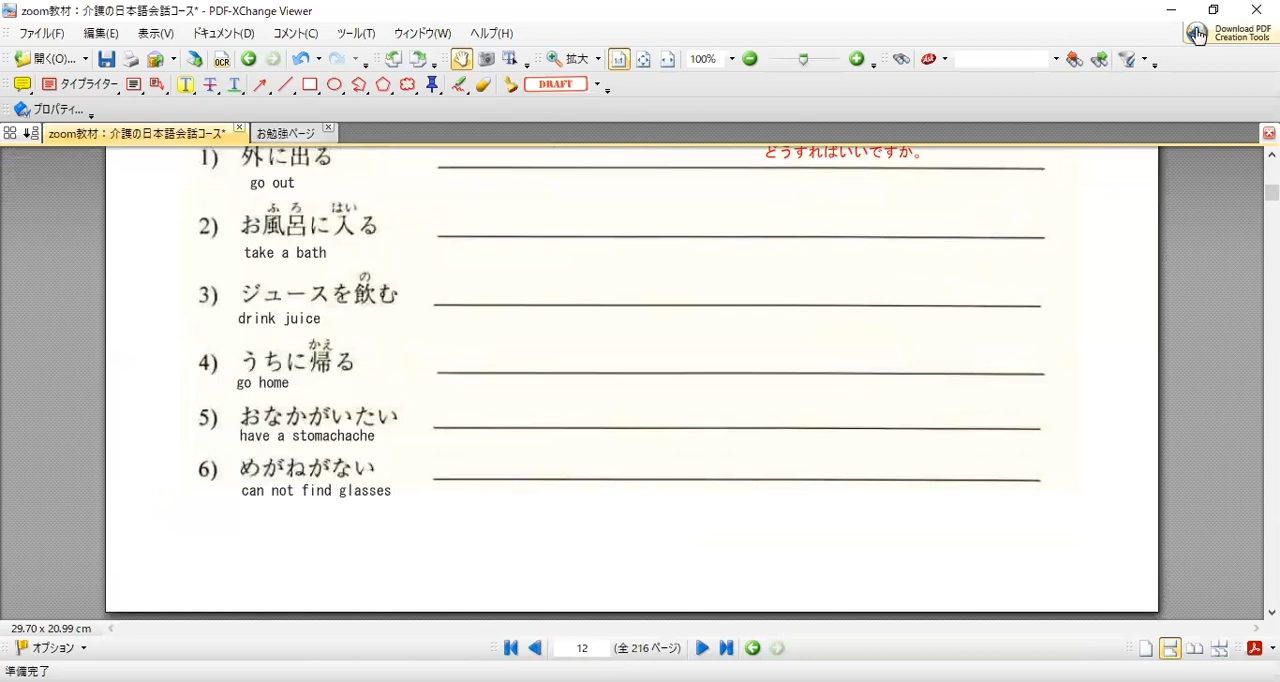 zoom教材：介護の日本語会話コース* - PDF-XChange Viewer
ファイル(F) 編集(E) 表示(V) ドキュメント(D) コメント(C) ツール(T) ウィンドウ(W) ヘルプ(H)
Download PDF
Creation Tools
開く(O)... OCR 拡大 100%
タイプライター DRAFT
プロパティ...
zoom教材：介護の日本語会話コース* お勉強ページ
どうすればいいですか。
1) 外に出る
go out
ふろ はい
2) お風呂に入る
take a bath
の
3) ジュースを飲む
drink juice
かえ
4) うちに帰る
go home
5) おなかがいたい
have a stomachache
6) めがねがない
can not find glasses
29.70 x 20.99 cm
オプション 12 (全 216 ページ)
準備完了